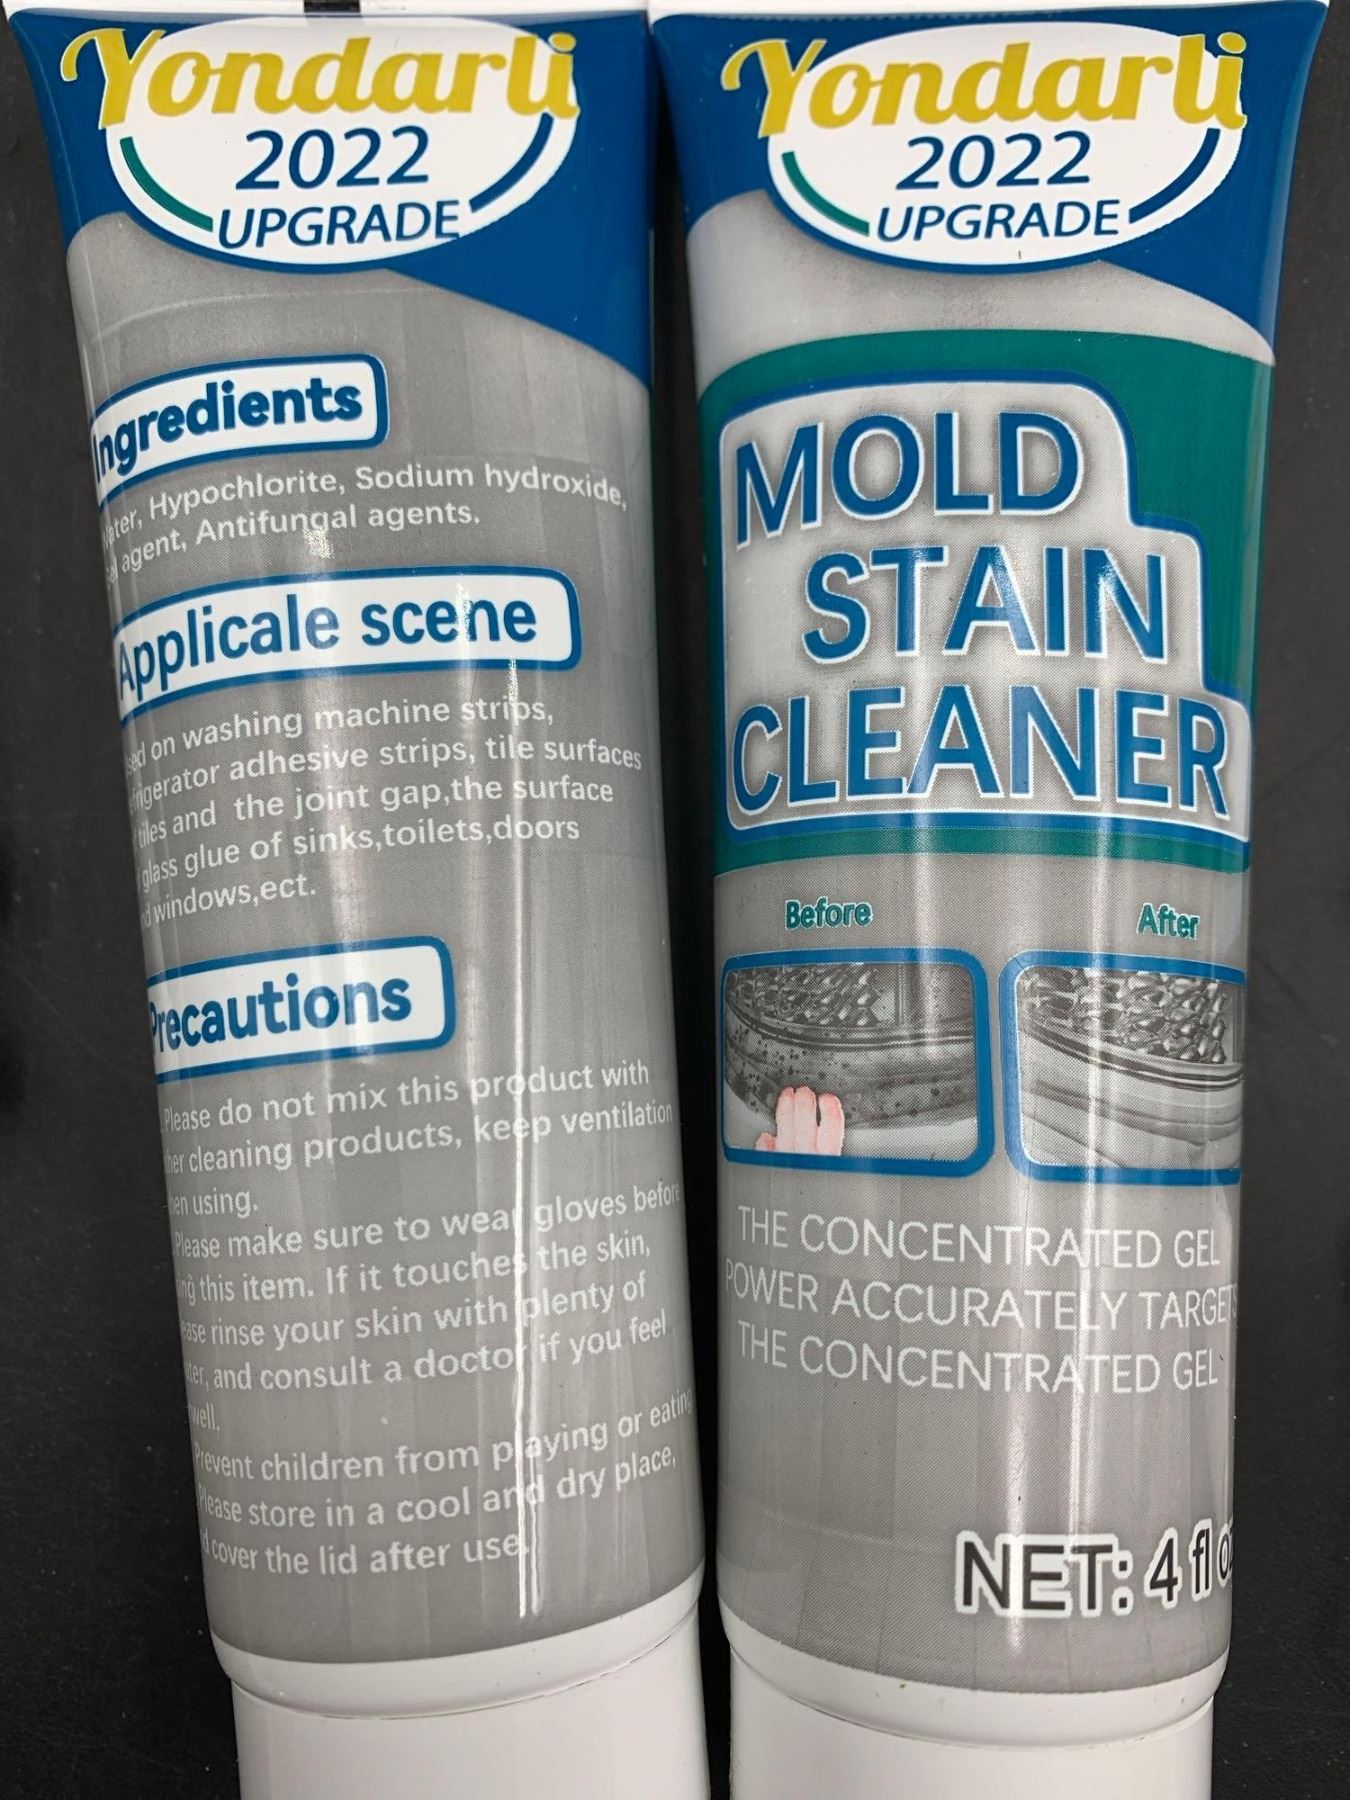 Yondarli
2022
UPGRADE
Ingredients
Water, Hypochlorite, Sodium hydroxide,
agent, Antifungal agents.
Applicale scene
on washing machine strips,
adhesive strips, tile surfaces
tiles and the joint gap,the surface
glass glue of sinks,toilets,doors
windows,ect.
Precautions
Please do not mix this product with
cleaning products, keep ventilation
using.
Please make sure to wear gloves before
this item. If it touches the skin,
rinse your skin with plenty of
and consult a doctor if you feel
Prevent children from playing or eating
Please store in a cool and dry place,
cover the lid after use.
Yondarli
2022
UPGRADE
MOLD
STAIN
CLEANER
Before After
THE CONCENTRATED GEL
POWER ACCURATELY TARGETS
THE CONCENTRATED GEL
NET: 4 fl oz